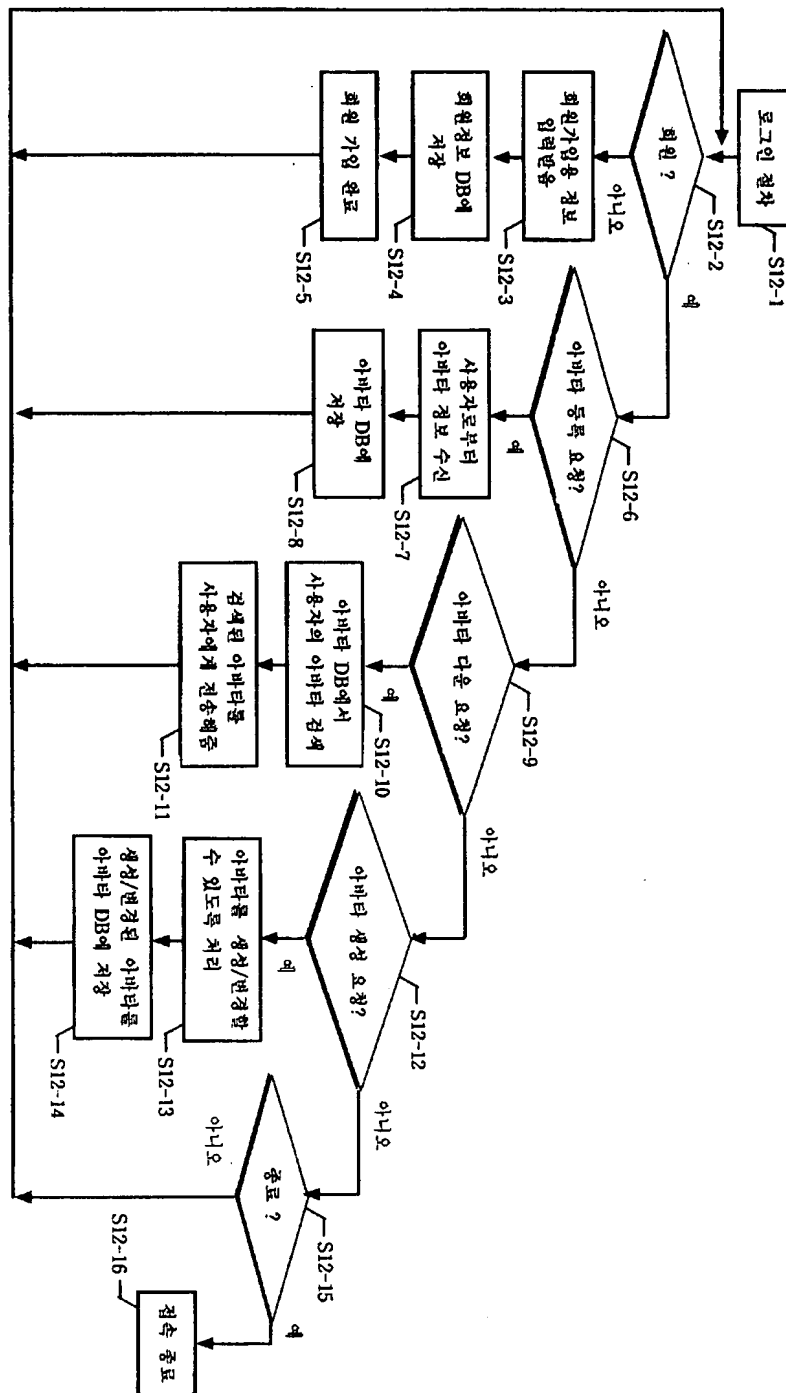 로그인 절차
S12-1
회원 ?
S12-2
아니오
예
회원가입용 정보
입력받음
S12-3
회원정보 DB에
저장
S12-4
회원 가입 완료
S12-5
아바타 등록 요청?
S12-6
예
아니오
사용자로부터
아바타 정보 수신
S12-7
아바타 DB에
저장
S12-8
아바타 다운 요청?
S12-9
예
아니오
아바타 DB에서
사용자의 아바타 검색
S12-10
검색된 아바타를
사용자에게 전송해줌
S12-11
아바타 생성 요청?
S12-12
예
아니오
아바타를 생성/변경할
수 있도록 처리
S12-13
생성/변경된 아바타를
아바타 DB에 저장
S12-14
종료 ?
S12-15
아니오
예
접속 종료
S12-16